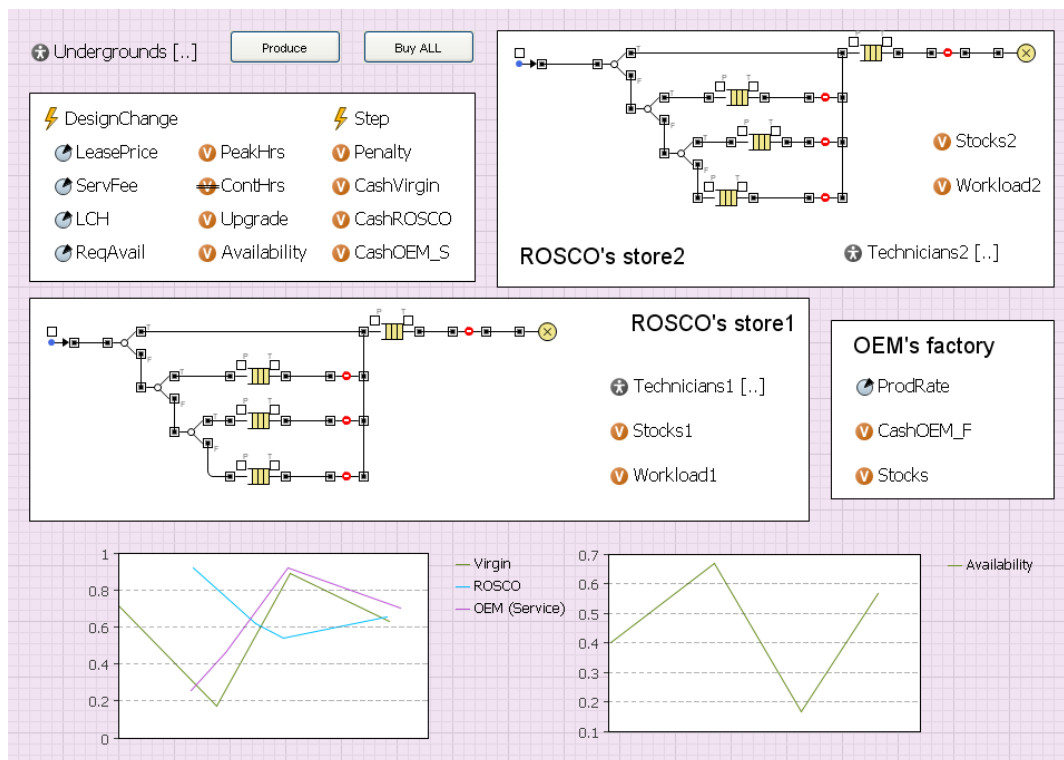 Undergrounds [..]
Produce
Buy ALL
DesignChange
Step
LeasePrice
PeakHrs
Penalty
ServFee
ContHrs
CashVirgin
LCH
Upgrade
CashROSCO
ReqAvail
Availability
CashOEM_S
T
F
T
F
T
F
P T
P T
P T
P T
Stocks2
Workload2
ROSCO's store2
Technicians2 [..]
T
F
T
F
T
F
P T
P T
P T
P T
ROSCO's store1
Technicians1 [..]
Stocks1
Workload1
OEM's factory
ProdRate
CashOEM_F
Stocks
1
0.8
0.6
0.4
0.2
0
Virgin
ROSCO
OEM (Service)
0.7
0.6
0.5
0.4
0.3
0.2
0.1
Availability